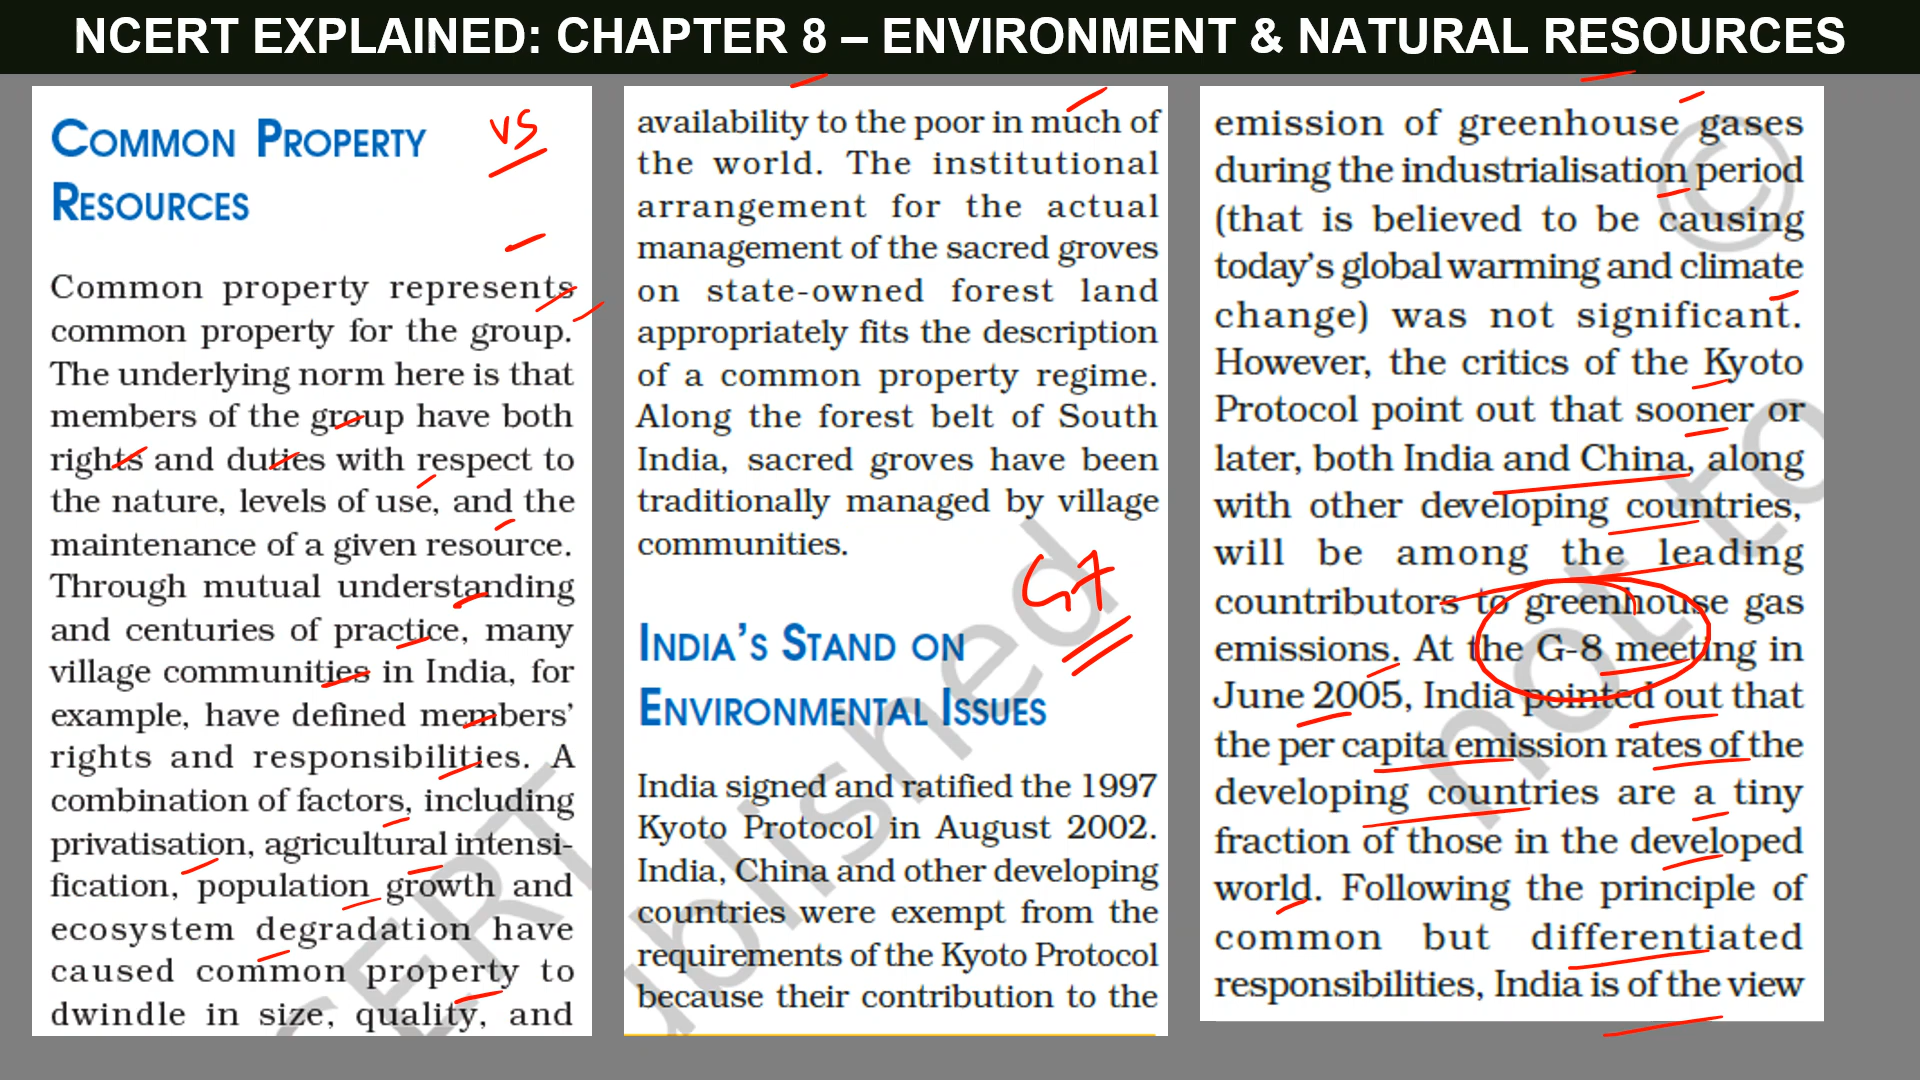 NCERT EXPLAINED: CHAPTER 8 – ENVIRONMENT & NATURAL RESOURCES
COMMON PROPERTY
RESOURCES
vs
Common property represents
common property for the group.
The underlying norm here is that
members of the group have both
rights and duties with respect to
the nature, levels of use, and the
maintenance of a given resource.
Through mutual understanding
and centuries of practice, many
village communities in India, for
example, have defined members’
rights and responsibilities. A
combination of factors, including
privatisation, agricultural intensi-
fication, population growth and
ecosystem degradation have
caused common property to
dwindle in size, quality, and
availability to the poor in much of
the world. The institutional
arrangement for the actual
management of the sacred groves
on state-owned forest land
appropriately fits the description
of a common property regime.
Along the forest belt of South
India, sacred groves have been
traditionally managed by village
communities.
G7
INDIA’S STAND ON
ENVIRONMENTAL ISSUES
India signed and ratified the 1997
Kyoto Protocol in August 2002.
India, China and other developing
countries were exempt from the
requirements of the Kyoto Protocol
because their contribution to the
emission of greenhouse gases
during the industrialisation period
(that is believed to be causing
today’s global warming and climate
change) was not significant.
However, the critics of the Kyoto
Protocol point out that sooner or
later, both India and China, along
with other developing countries,
will be among the leading
countributors to greenhouse gas
emissions. At the G-8 meeting in
June 2005, India pointed out that
the per capita emission rates of the
developing countries are a tiny
fraction of those in the developed
world. Following the principle of
common but differentiated
responsibilities, India is of the view
CERT
ublished
©
not to